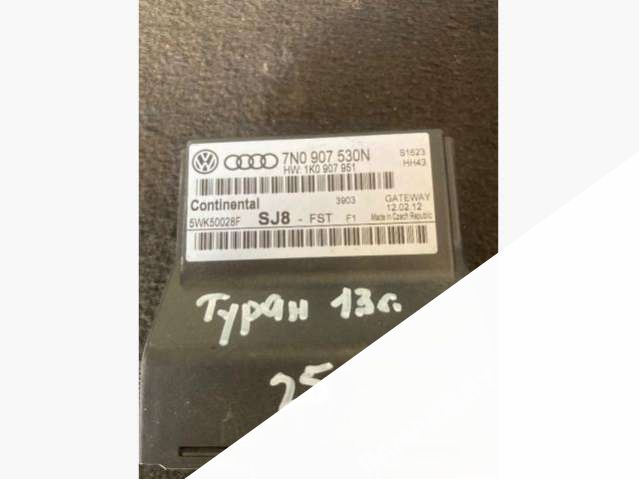 7N0 907 530N
HW: 1K0 907 951
S1523
HH43
Continental
3903
GATEWAY
12.02.12
5WK50028F SJ8 - FST F1 Made in Czech Republic
Туран 13г.